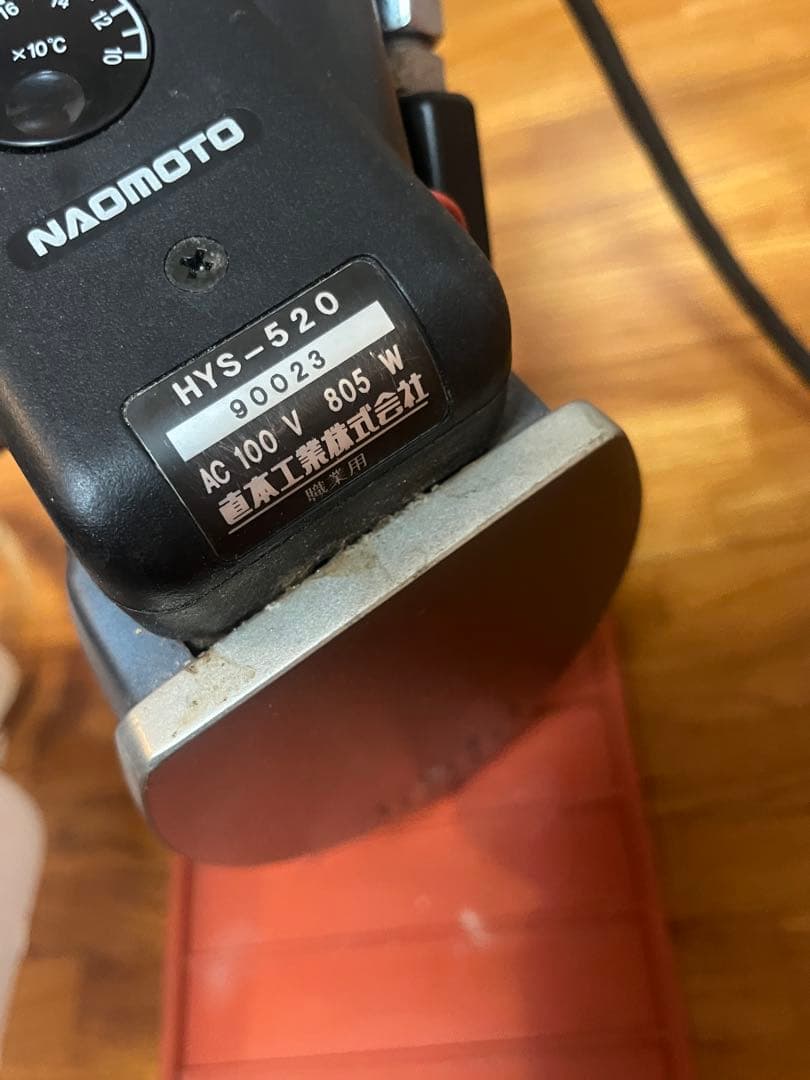 16 14 12 10
×10℃
NAOMOTO
HYS-520
90023
AC 100 V 805 W
直本工業株式会社
職業用